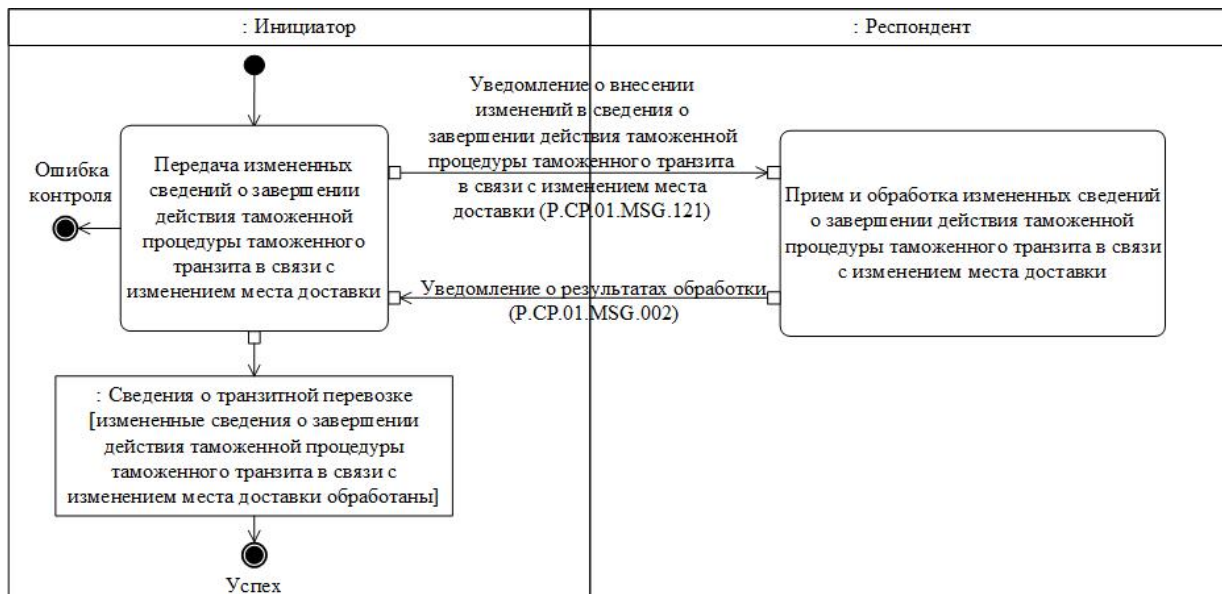 : Инициатор
: Респондент
Уведомление о внесении
изменений в сведения о
завершении действия таможенной
процедуры таможенного транзита
в связи с изменением места
доставки (P.CP.01.MSG.121)
Ошибка
контроля
Передача измененных
сведений о завершении
действия таможенной
процедуры таможенного
транзита в связи с
изменением места доставки
Прием и обработка измененных сведений
о завершении действия таможенной
процедуры таможенного транзита в связи
с изменением места доставки
Уведомление о результатах обработки
(P.CP.01.MSG.002)
: Сведения о транзитной перевозке
[измененные сведения о завершении
действия таможенной процедуры
таможенного транзита в связи с
изменением места доставки обработаны]
Успех